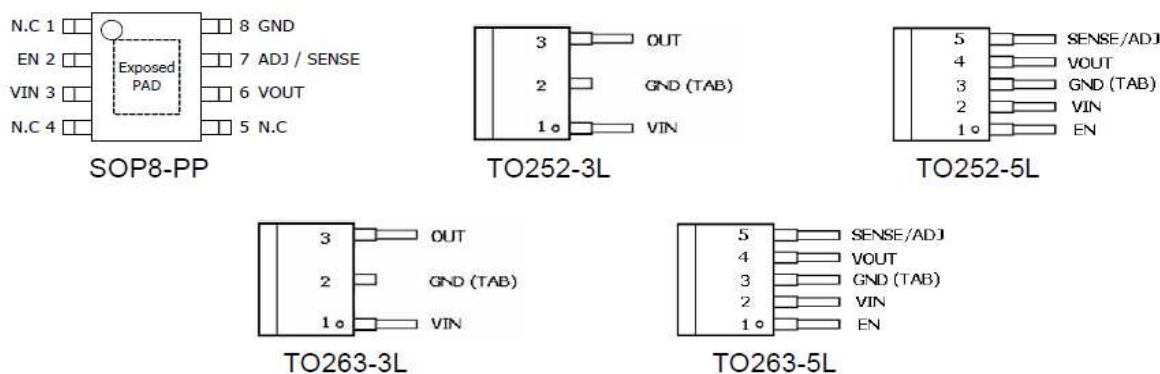 N.C 1
8 GND
EN 2
7 ADJ / SENSE
Exposed
PAD
VIN 3
6 VOUT
N.C 4
5 N.C
SOP8-PP
3 OUT
2 GND (TAB)
1 VIN
TO252-3L
5 SENSE/ADJ
4 VOUT
3 GND (TAB)
2 VIN
1 EN
TO252-5L
3 OUT
2 GND (TAB)
1 VIN
TO263-3L
5 SENSE/ADJ
4 VOUT
3 GND (TAB)
2 VIN
1 EN
TO263-5L